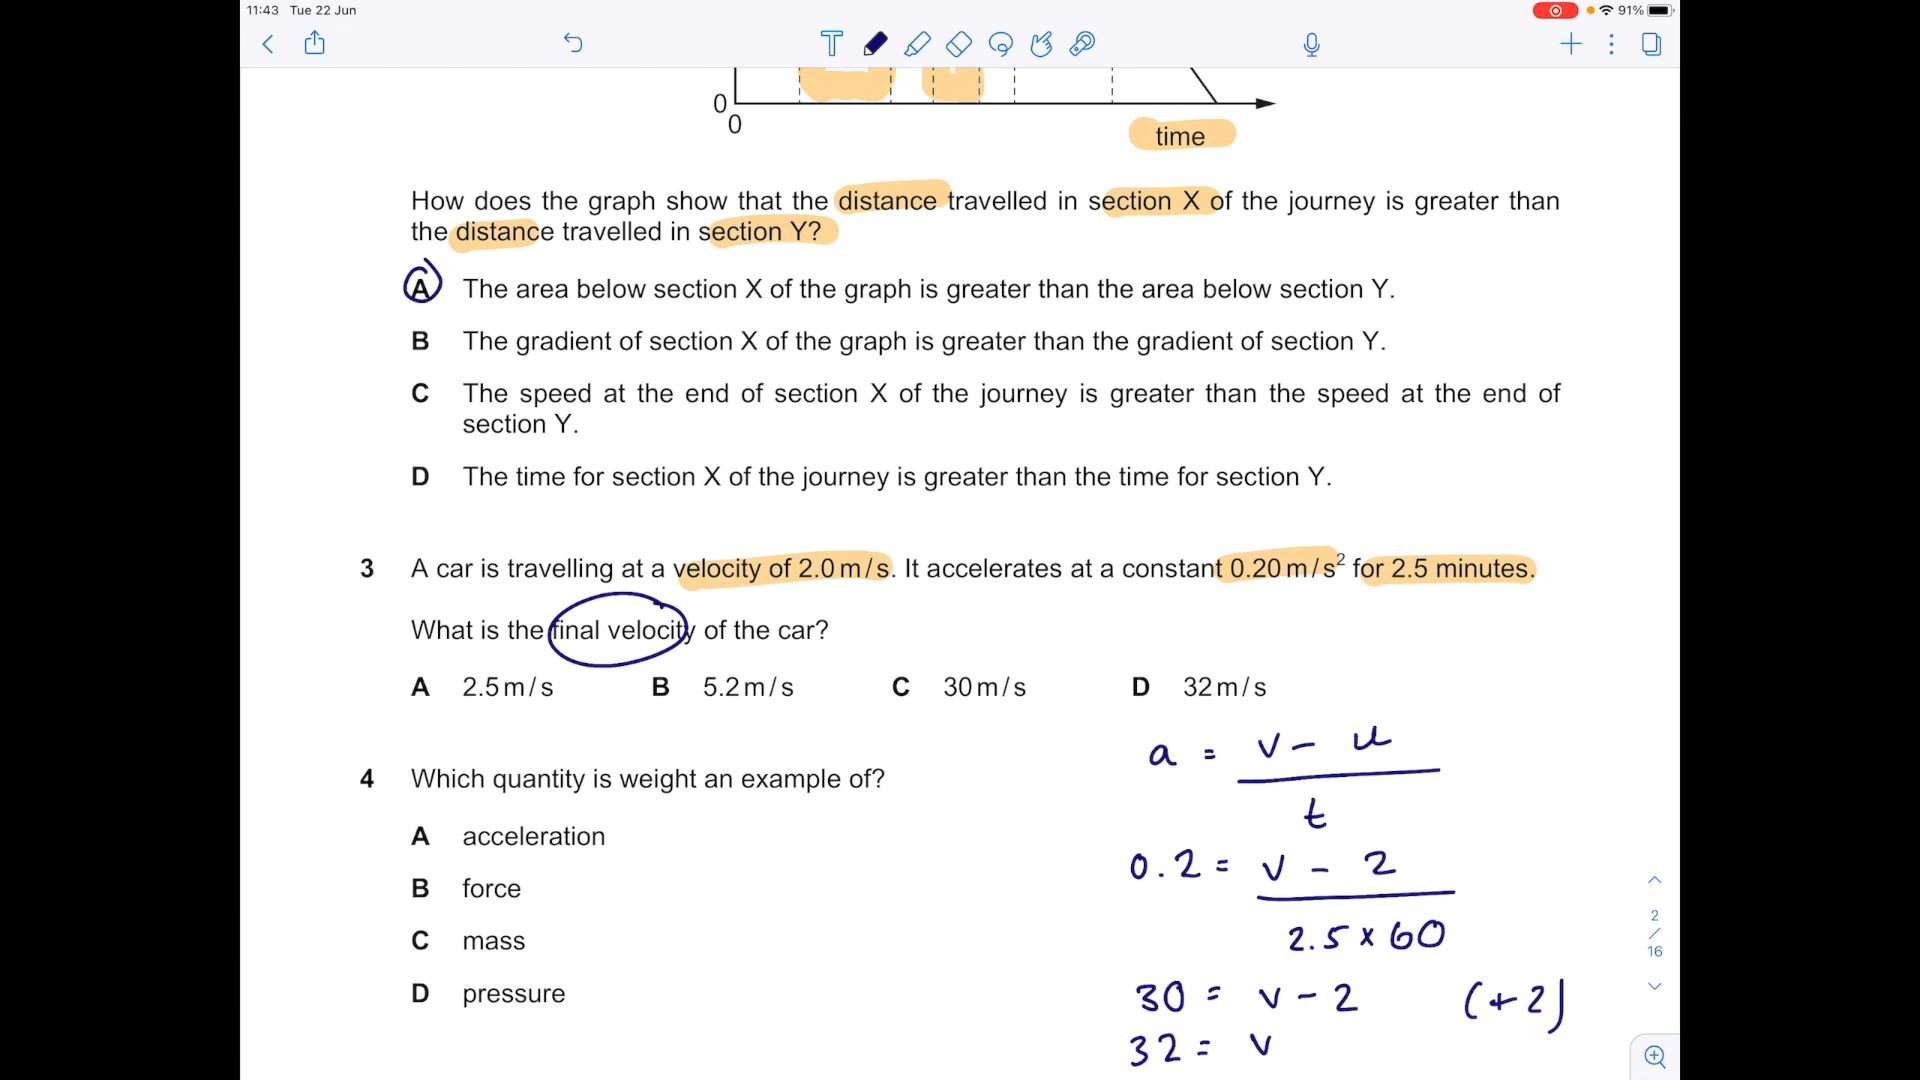 11:43 Tue 22 Jun
91%
T
0
0
time
How does the graph show that the distance travelled in section X of the journey is greater than
the distance travelled in section Y?
A The area below section X of the graph is greater than the area below section Y.
B The gradient of section X of the graph is greater than the gradient of section Y.
C The speed at the end of section X of the journey is greater than the speed at the end of
section Y.
D The time for section X of the journey is greater than the time for section Y.
3 A car is travelling at a velocity of 2.0 m/s. It accelerates at a constant 0.20 m/s² for 2.5 minutes.
What is the final velocity of the car?
A 2.5 m/s B 5.2 m/s C 30 m/s D 32 m/s
a = v - u
t
4 Which quantity is weight an example of?
A acceleration
B force
C mass
D pressure
0.2 = v - 2
2.5 x 60
30 = v - 2 (+2)
32 = v
2
/
16